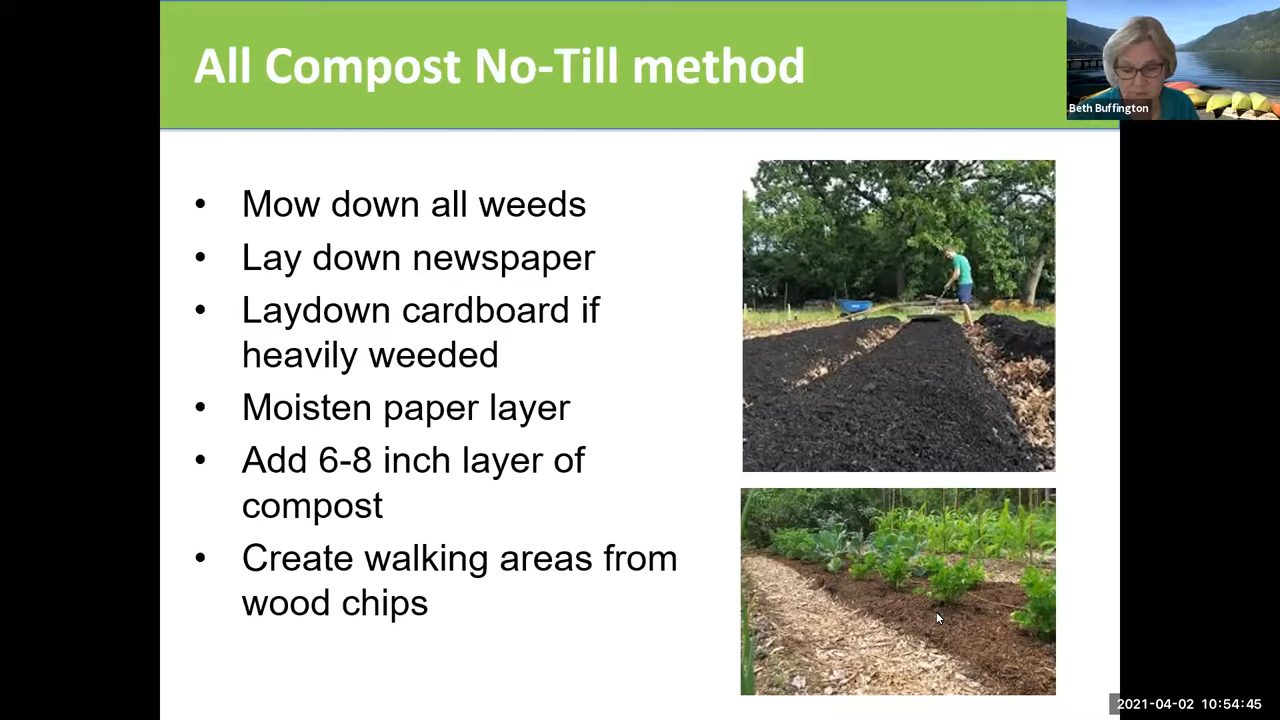 All Compost No-Till method
Beth Buffington
• Mow down all weeds
• Lay down newspaper
• Laydown cardboard if
heavily weeded
• Moisten paper layer
• Add 6-8 inch layer of
compost
• Create walking areas from
wood chips
2021-04-02 10:54:45